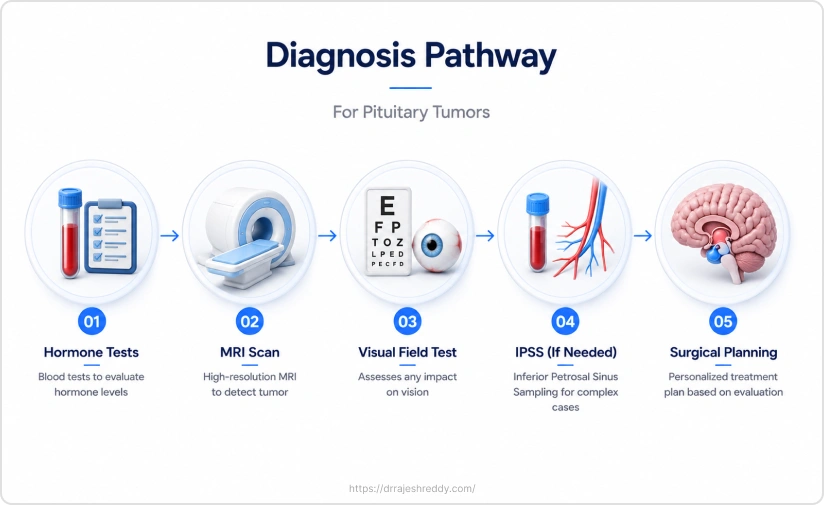 Diagnosis Pathway
For Pituitary Tumors
E
F P
T O Z
L P E D
P E C F D
01
02
03
04
05
Hormone Tests
MRI Scan
Visual Field Test
IPSS (If Needed)
Surgical Planning
Blood tests to evaluate
hormone levels
High-resolution MRI
to detect tumor
Assesses any impact
on vision
Inferior Petrosal Sinus
Sampling for complex
cases
Personalized treatment
plan based on evaluation
https://drrajeshreddy.com/